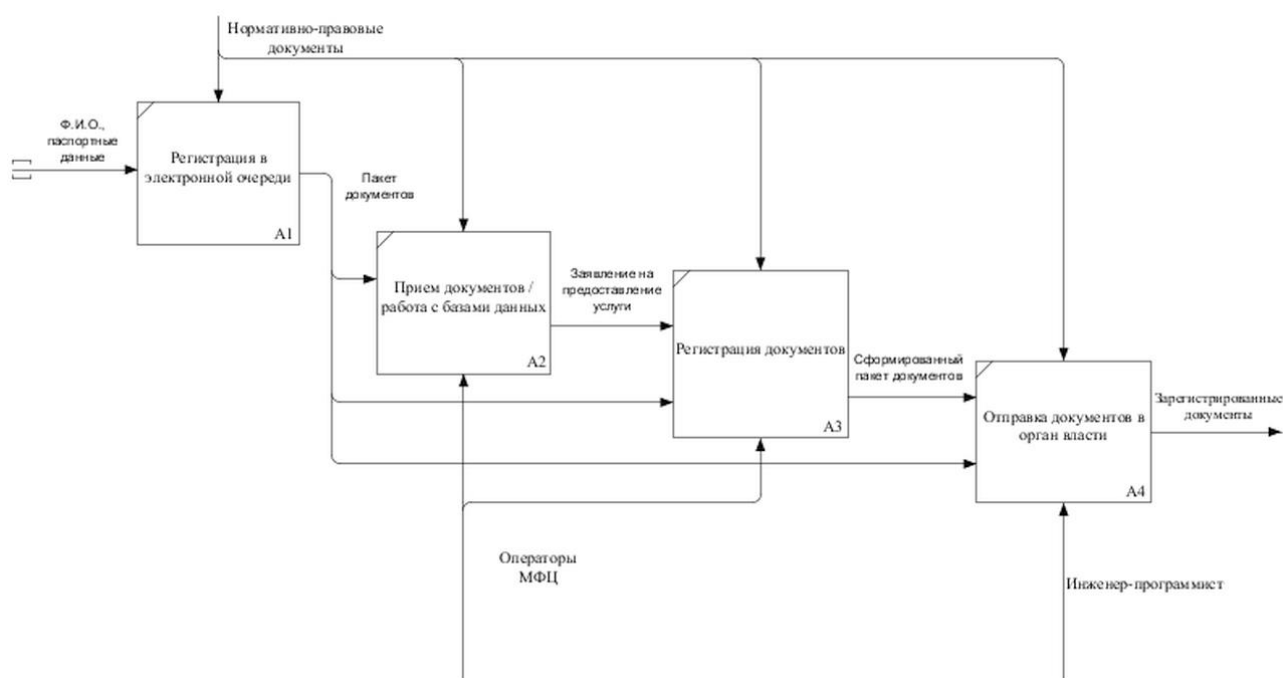 Нормативно-правовые
документы
Ф.И.О.,
паспортные
данные
Регистрация в
электронной очереди
A1
Пакет
документов
Прием документов /
работа с базами данных
A2
Заявление на
предоставление
услуги
Регистрация документов
A3
Сформированный
пакет документов
Отправка документов в
орган власти
A4
Зарегистрированные
документы
Операторы
МФЦ
Инженер-программист